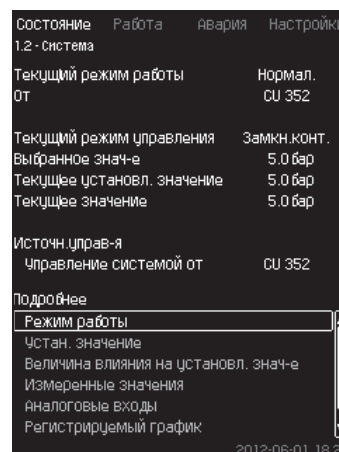 Состояние Работа Авария Настройки
1.2 - Система
Текущий режим работы Нормал.
От CU 352
Текущий режим управления Замкн.конт.
Выбранное знач-е 5.0 бар
Текущее установл. значение 5.0 бар
Текущее значение 5.0 бар
Источн.управ-я
Управление системой от CU 352
Подробнее
Режим работы
Устан. значение
Величина влияния на установл. знач-е
Измеренные значения
Аналоговые входы
Регистрируемый график
2012-06-01 18:2